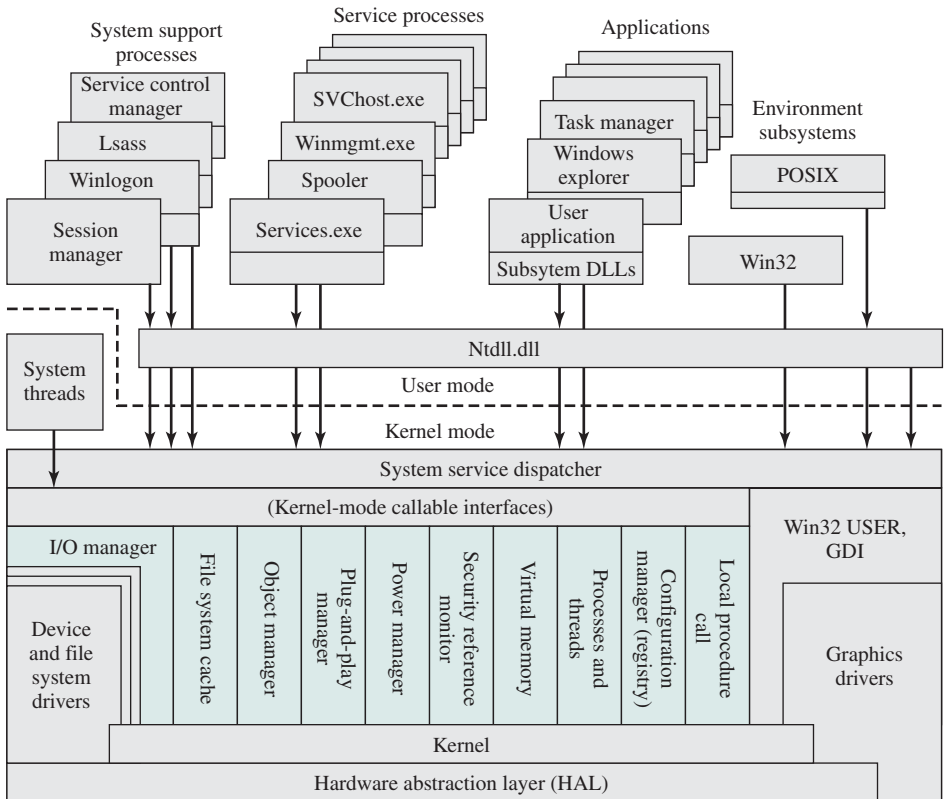 System support
processes
Service control
manager
Lsass
Winlogon
Session
manager
Service processes
SVChost.exe
Winmgmt.exe
Spooler
Services.exe
Applications
Task manager
Windows
explorer
User
application
Subsytem DLLs
Environment
subsystems
POSIX
Win32
System
threads
Ntdll.dll
User mode
Kernel mode
System service dispatcher
(Kernel-mode callable interfaces)
Win32 USER,
GDI
I/O manager
Device
and file
system
drivers
File system cache
Object manager
Plug-and-play
manager
Power manager
Security reference
monitor
Virtual memory
Processes and
threads
Configuration
manager (registry)
Local procedure
call
Graphics
drivers
Kernel
Hardware abstraction layer (HAL)